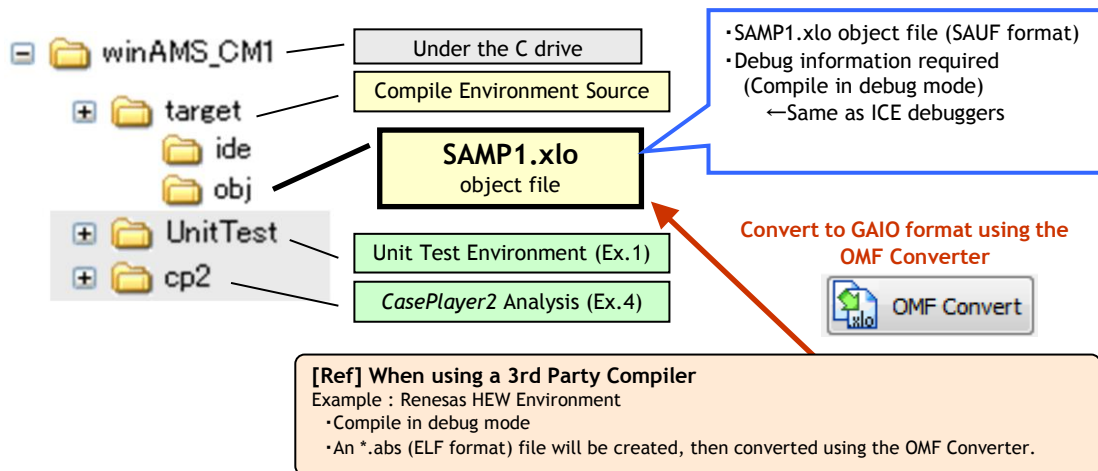 winAMS_CM1
Under the C drive
target
Compile Environment Source
ide
obj
SAMP1.xlo
object file
UnitTest
Unit Test Environment (Ex.1)
cp2
CasePlayer2 Analysis (Ex.4)
・SAMP1.xlo object file (SAUF format)
・Debug information required
(Compile in debug mode)
←Same as ICE debuggers
Convert to GAIO format using the
OMF Converter
xlo
OMF Convert
[Ref] When using a 3rd Party Compiler
Example : Renesas HEW Environment
・Compile in debug mode
・An *.abs (ELF format) file will be created, then converted using the OMF Converter.